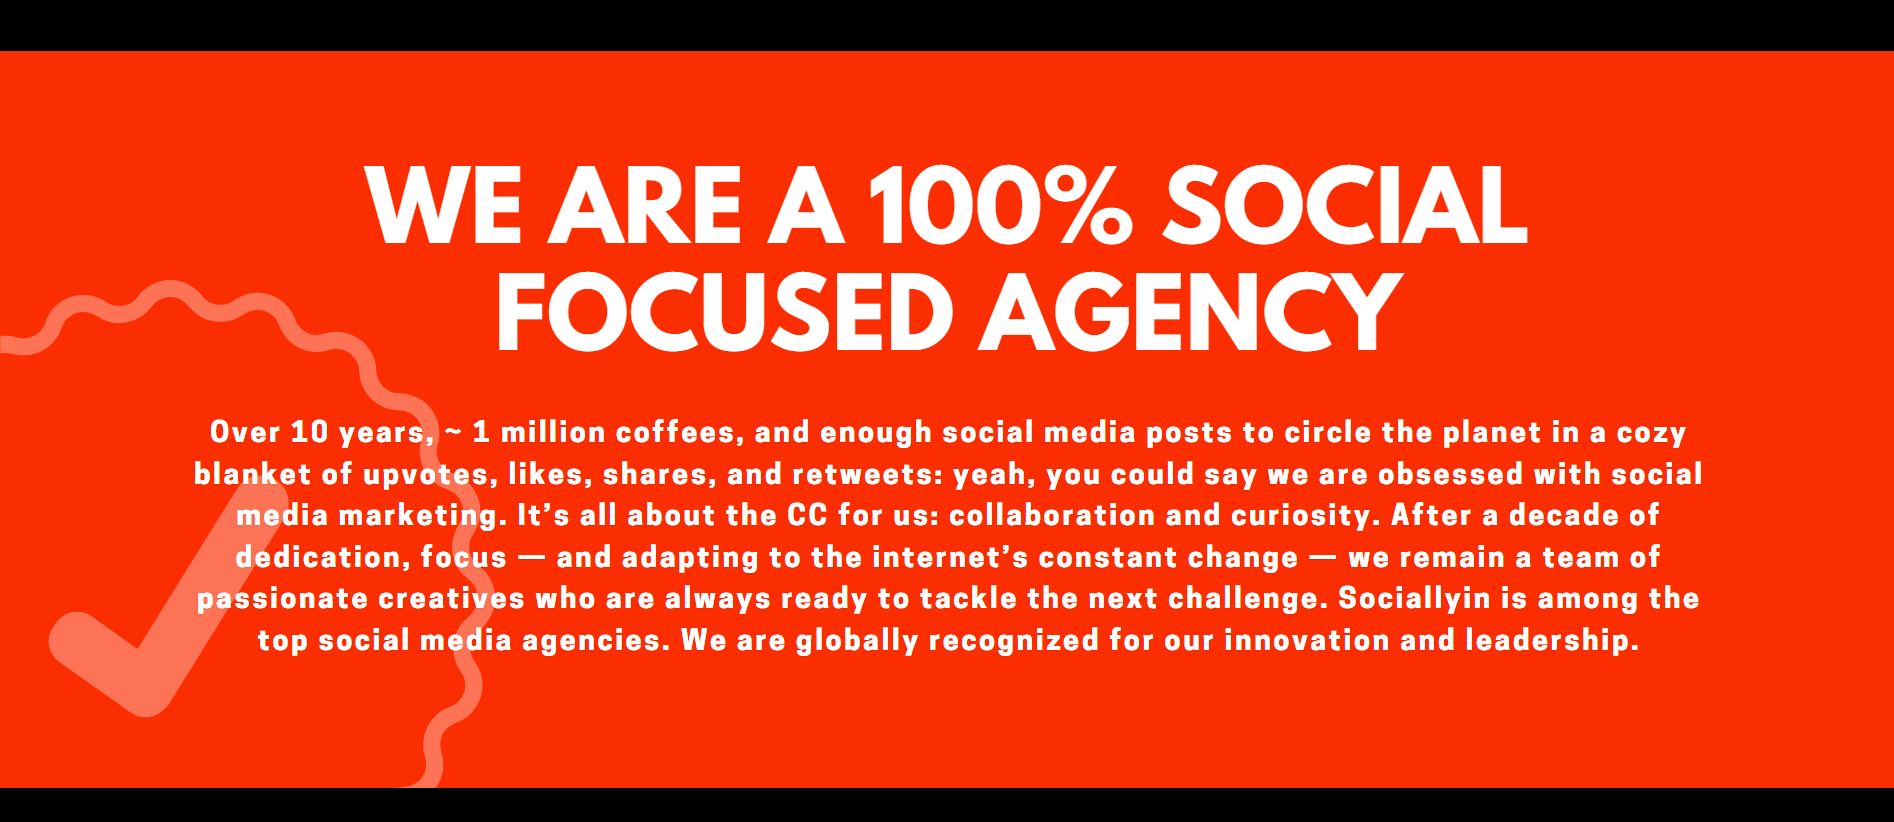 WE ARE A 100% SOCIAL
FOCUSED AGENCY
Over 10 years, ~ 1 million coffees, and enough social media posts to circle the planet in a cozy
blanket of upvotes, likes, shares, and retweets: yeah, you could say we are obsessed with social
media marketing. It’s all about the CC for us: collaboration and curiosity. After a decade of
dedication, focus — and adapting to the internet’s constant change — we remain a team of
passionate creatives who are always ready to tackle the next challenge. Sociallyin is among the
top social media agencies. We are globally recognized for our innovation and leadership.